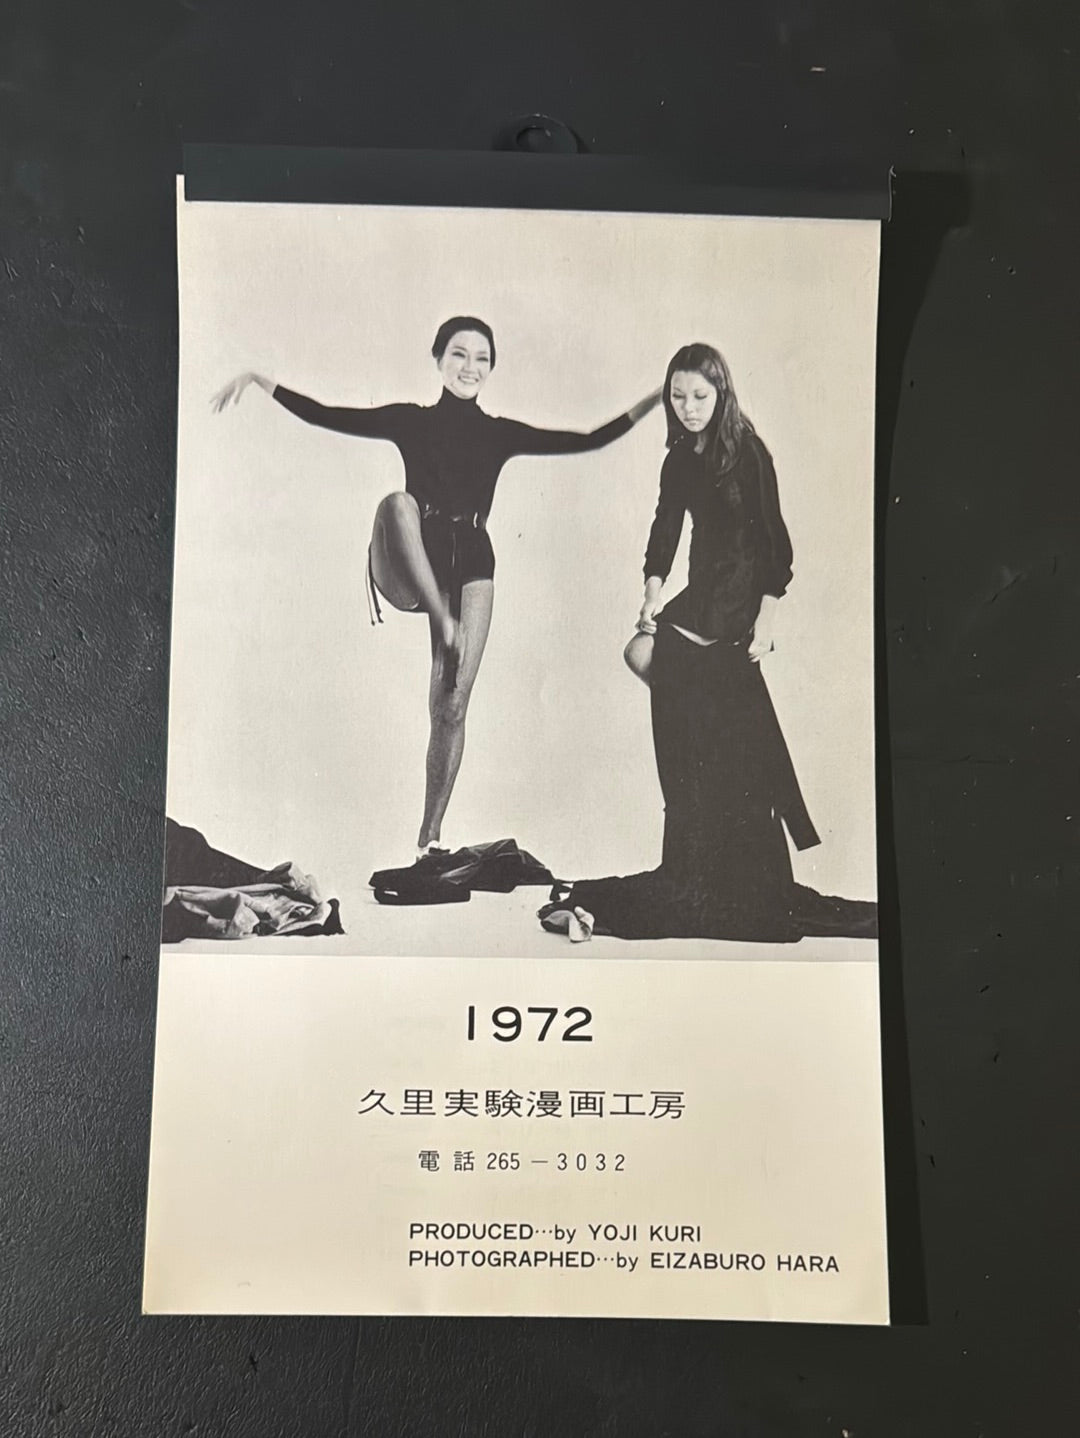 1972
久里実験漫画工房
電話 265－3032
PRODUCED…by YOJI KURI
PHOTOGRAPHED…by EIZABURO HARA